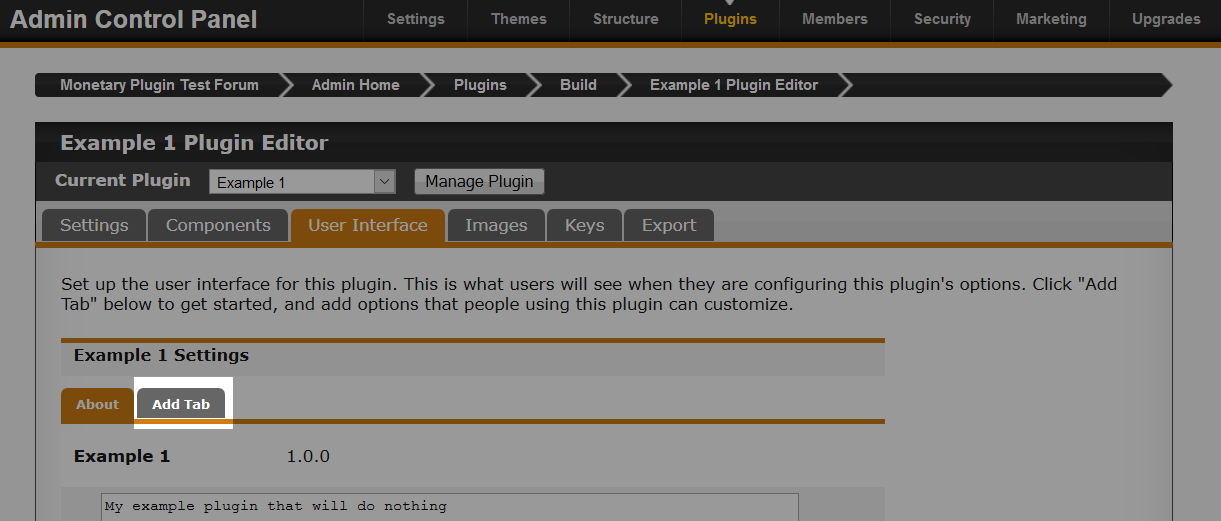 Admin Control Panel Settings Themes Structure Plugins Members Security Marketing Upgrades
Monetary Plugin Test Forum Admin Home Plugins Build Example 1 Plugin Editor
Example 1 Plugin Editor
Current Plugin Example 1 Manage Plugin
Settings Components User Interface Images Keys Export
Set up the user interface for this plugin. This is what users will see when they are configuring this plugin's options. Click "Add
Tab" below to get started, and add options that people using this plugin can customize.
Example 1 Settings
About Add Tab
Example 1 1.0.0
My example plugin that will do nothing